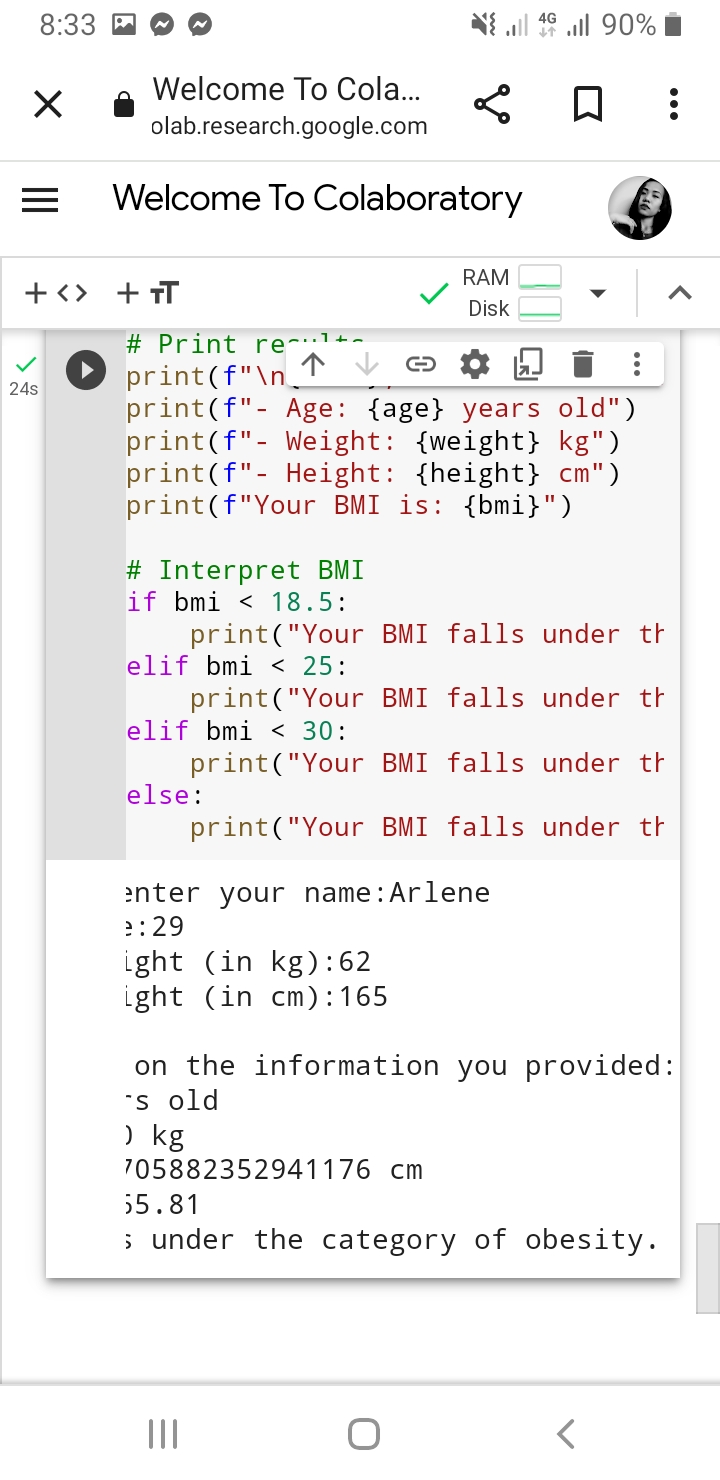 8:33 4G 90%
Welcome To Cola...
olab.research.google.com
Welcome To Colaboratory
RAM
Disk
24s
# Print results
print(f"\n
print(f"- Age: {age} years old")
print(f"- Weight: {weight} kg")
print(f"- Height: {height} cm")
print(f"Your BMI is: {bmi}")
# Interpret BMI
if bmi < 18.5:
print("Your BMI falls under th
elif bmi < 25:
print("Your BMI falls under th
elif bmi < 30:
print("Your BMI falls under th
else:
print("Your BMI falls under th
enter your name:Arlene
e:29
ight (in kg):62
ight (in cm):165
on the information you provided:
rs old
0 kg
705882352941176 cm
65.81
s under the category of obesity.